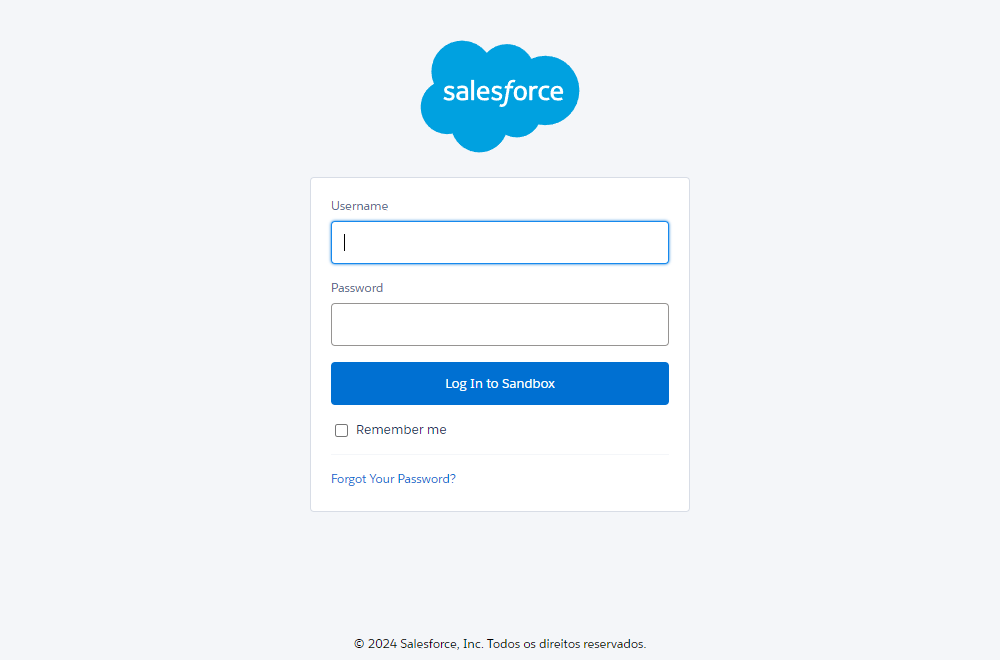 salesforce
Username
Password
Log In to Sandbox
Remember me
Forgot Your Password?
© 2024 Salesforce, Inc. Todos os direitos reservados.